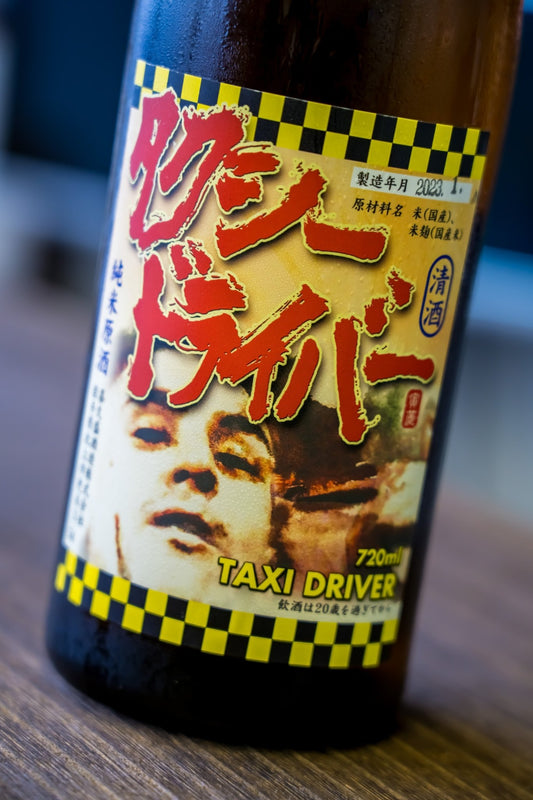 タクシー
ドライバー
製造年月 2023. 1.
原材料名 米(国産)、
米麹(国産米)
清酒
純米原酒
720ml
TAXI DRIVER
飲酒は20歳を過ぎてから